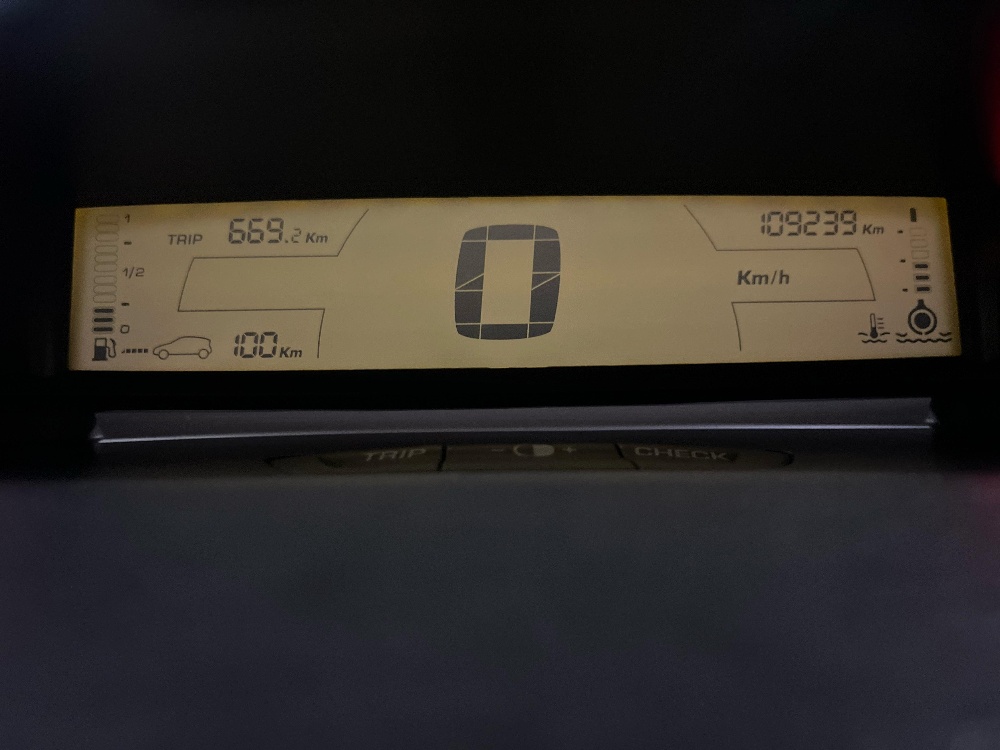 1
TRIP 669.2 Km
109239 Km
1/2
Km/h
0
0
100 Km
TRIP - + CHECK